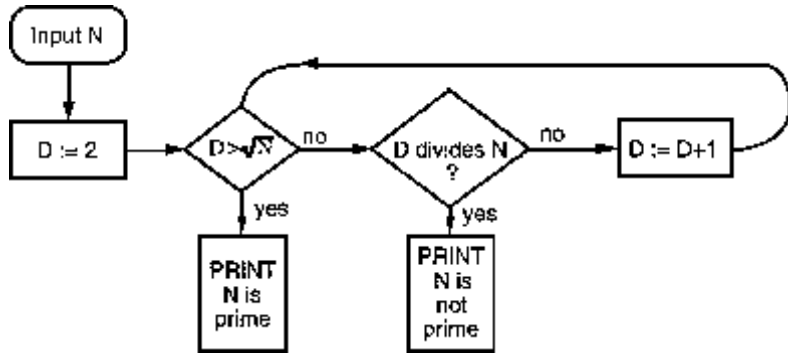 Input N
D := 2
D>√N
no
D divides N
?
no
D := D+1
yes
yes
PRINT
N is
prime
PRINT
N is
not
prime